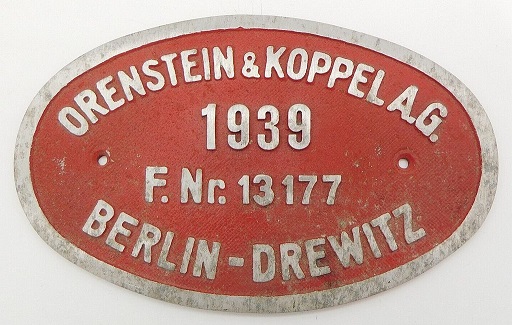 ORENSTEIN & KOPPEL A.G.
1939
F. Nr. 13177
BERLIN-DREWITZ